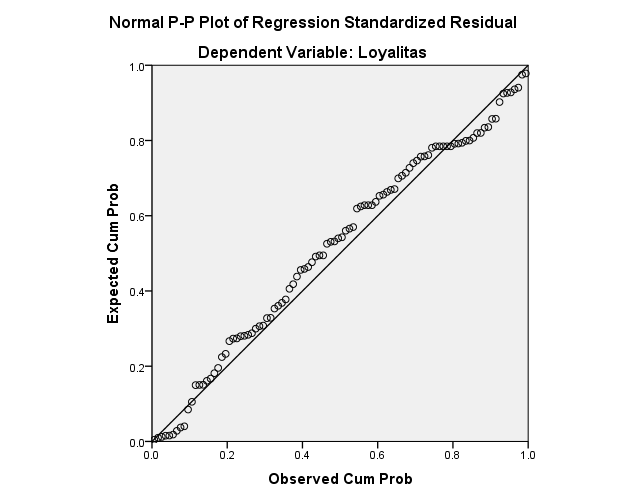 Normal P-P Plot of Regression Standardized Residual
Dependent Variable: Loyalitas
1.0
0.8
0.6
0.4
0.2
0.0
Expected Cum Prob
0.0 0.2 0.4 0.6 0.8 1.0
Observed Cum Prob